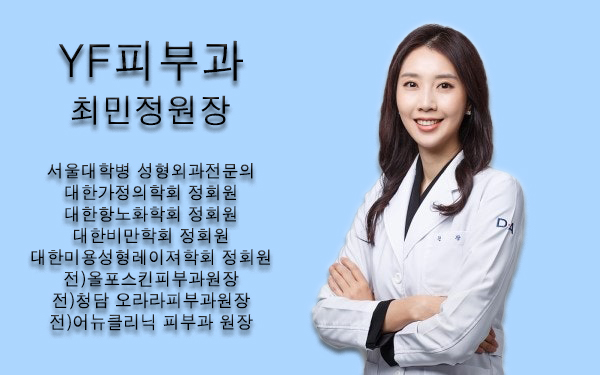 YF피부과
최민정원장
서울대학병 성형외과전문의
대한가정의학회 정회원
대한항노화학회 정회원
대한비만학회 정회원
대한미용성형레이져학회 정회원
전)올포스킨피부과원장
전)청담 오라라피부과원장
전)어뉴클리닉 피부과 원장
DA